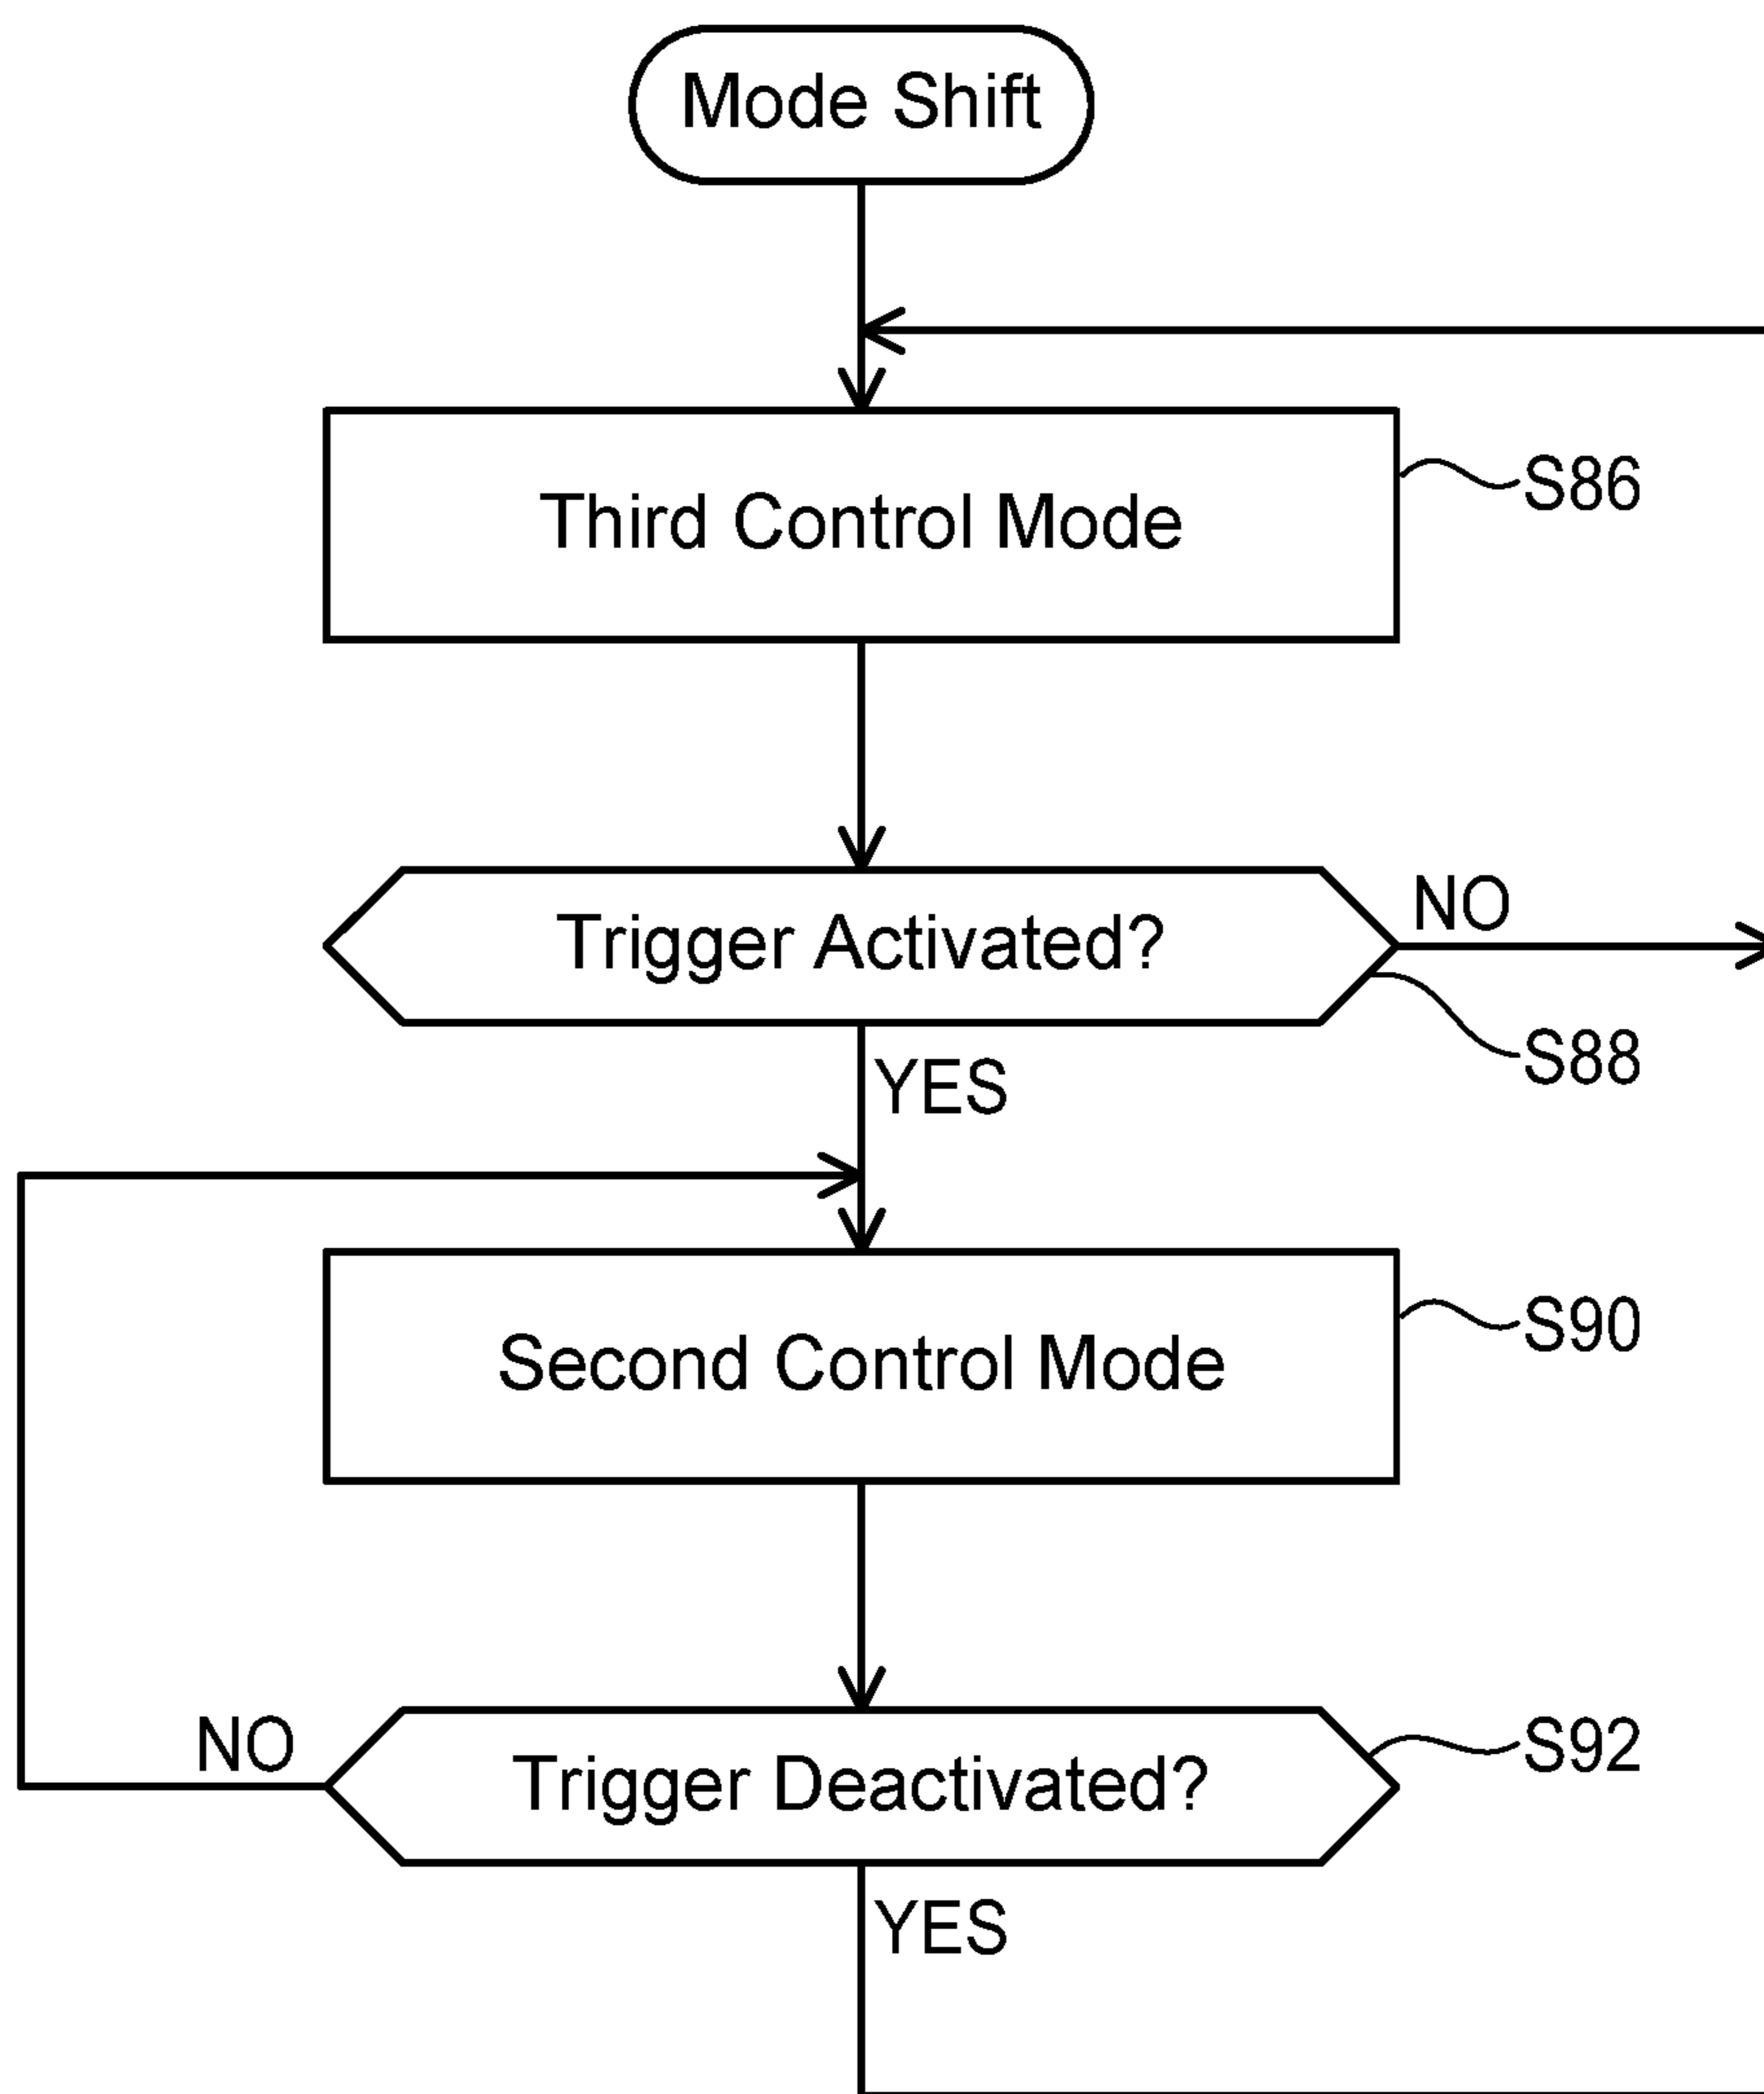 Mode Shift
Third Control Mode
S86
Trigger Activated?
NO
S88
YES
Second Control Mode
S90
NO
Trigger Deactivated?
S92
YES